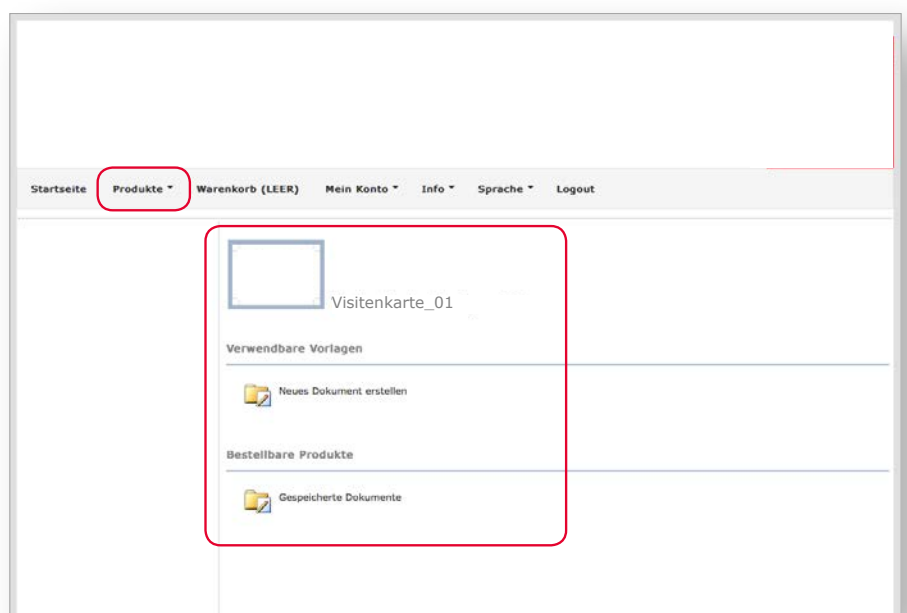 Startseite Produkte Warenkorb (LEER) Mein Konto Info Sprache Logout
Visitenkarte_01
Verwendbare Vorlagen
Neues Dokument erstellen
Bestellbare Produkte
Gespeicherte Dokumente